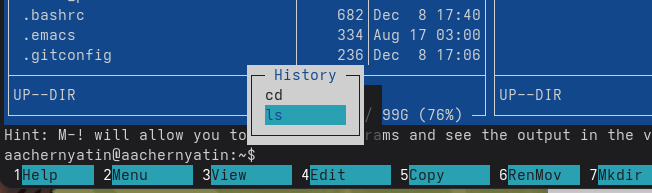 .bashrc 682 Dec 8 17:40
.emacs 334 Aug 17 03:00
.gitconfig 236 Dec 8 17:06
History
cd
ls
UP--DIR
UP--DIR
/ 99G (76%)
Hint: M-! will allow you to rams and see the output in the v
aachernyatin@aachernyatin:~$
1Help 2Menu 3View 4Edit 5Copy 6RenMov 7Mkdir